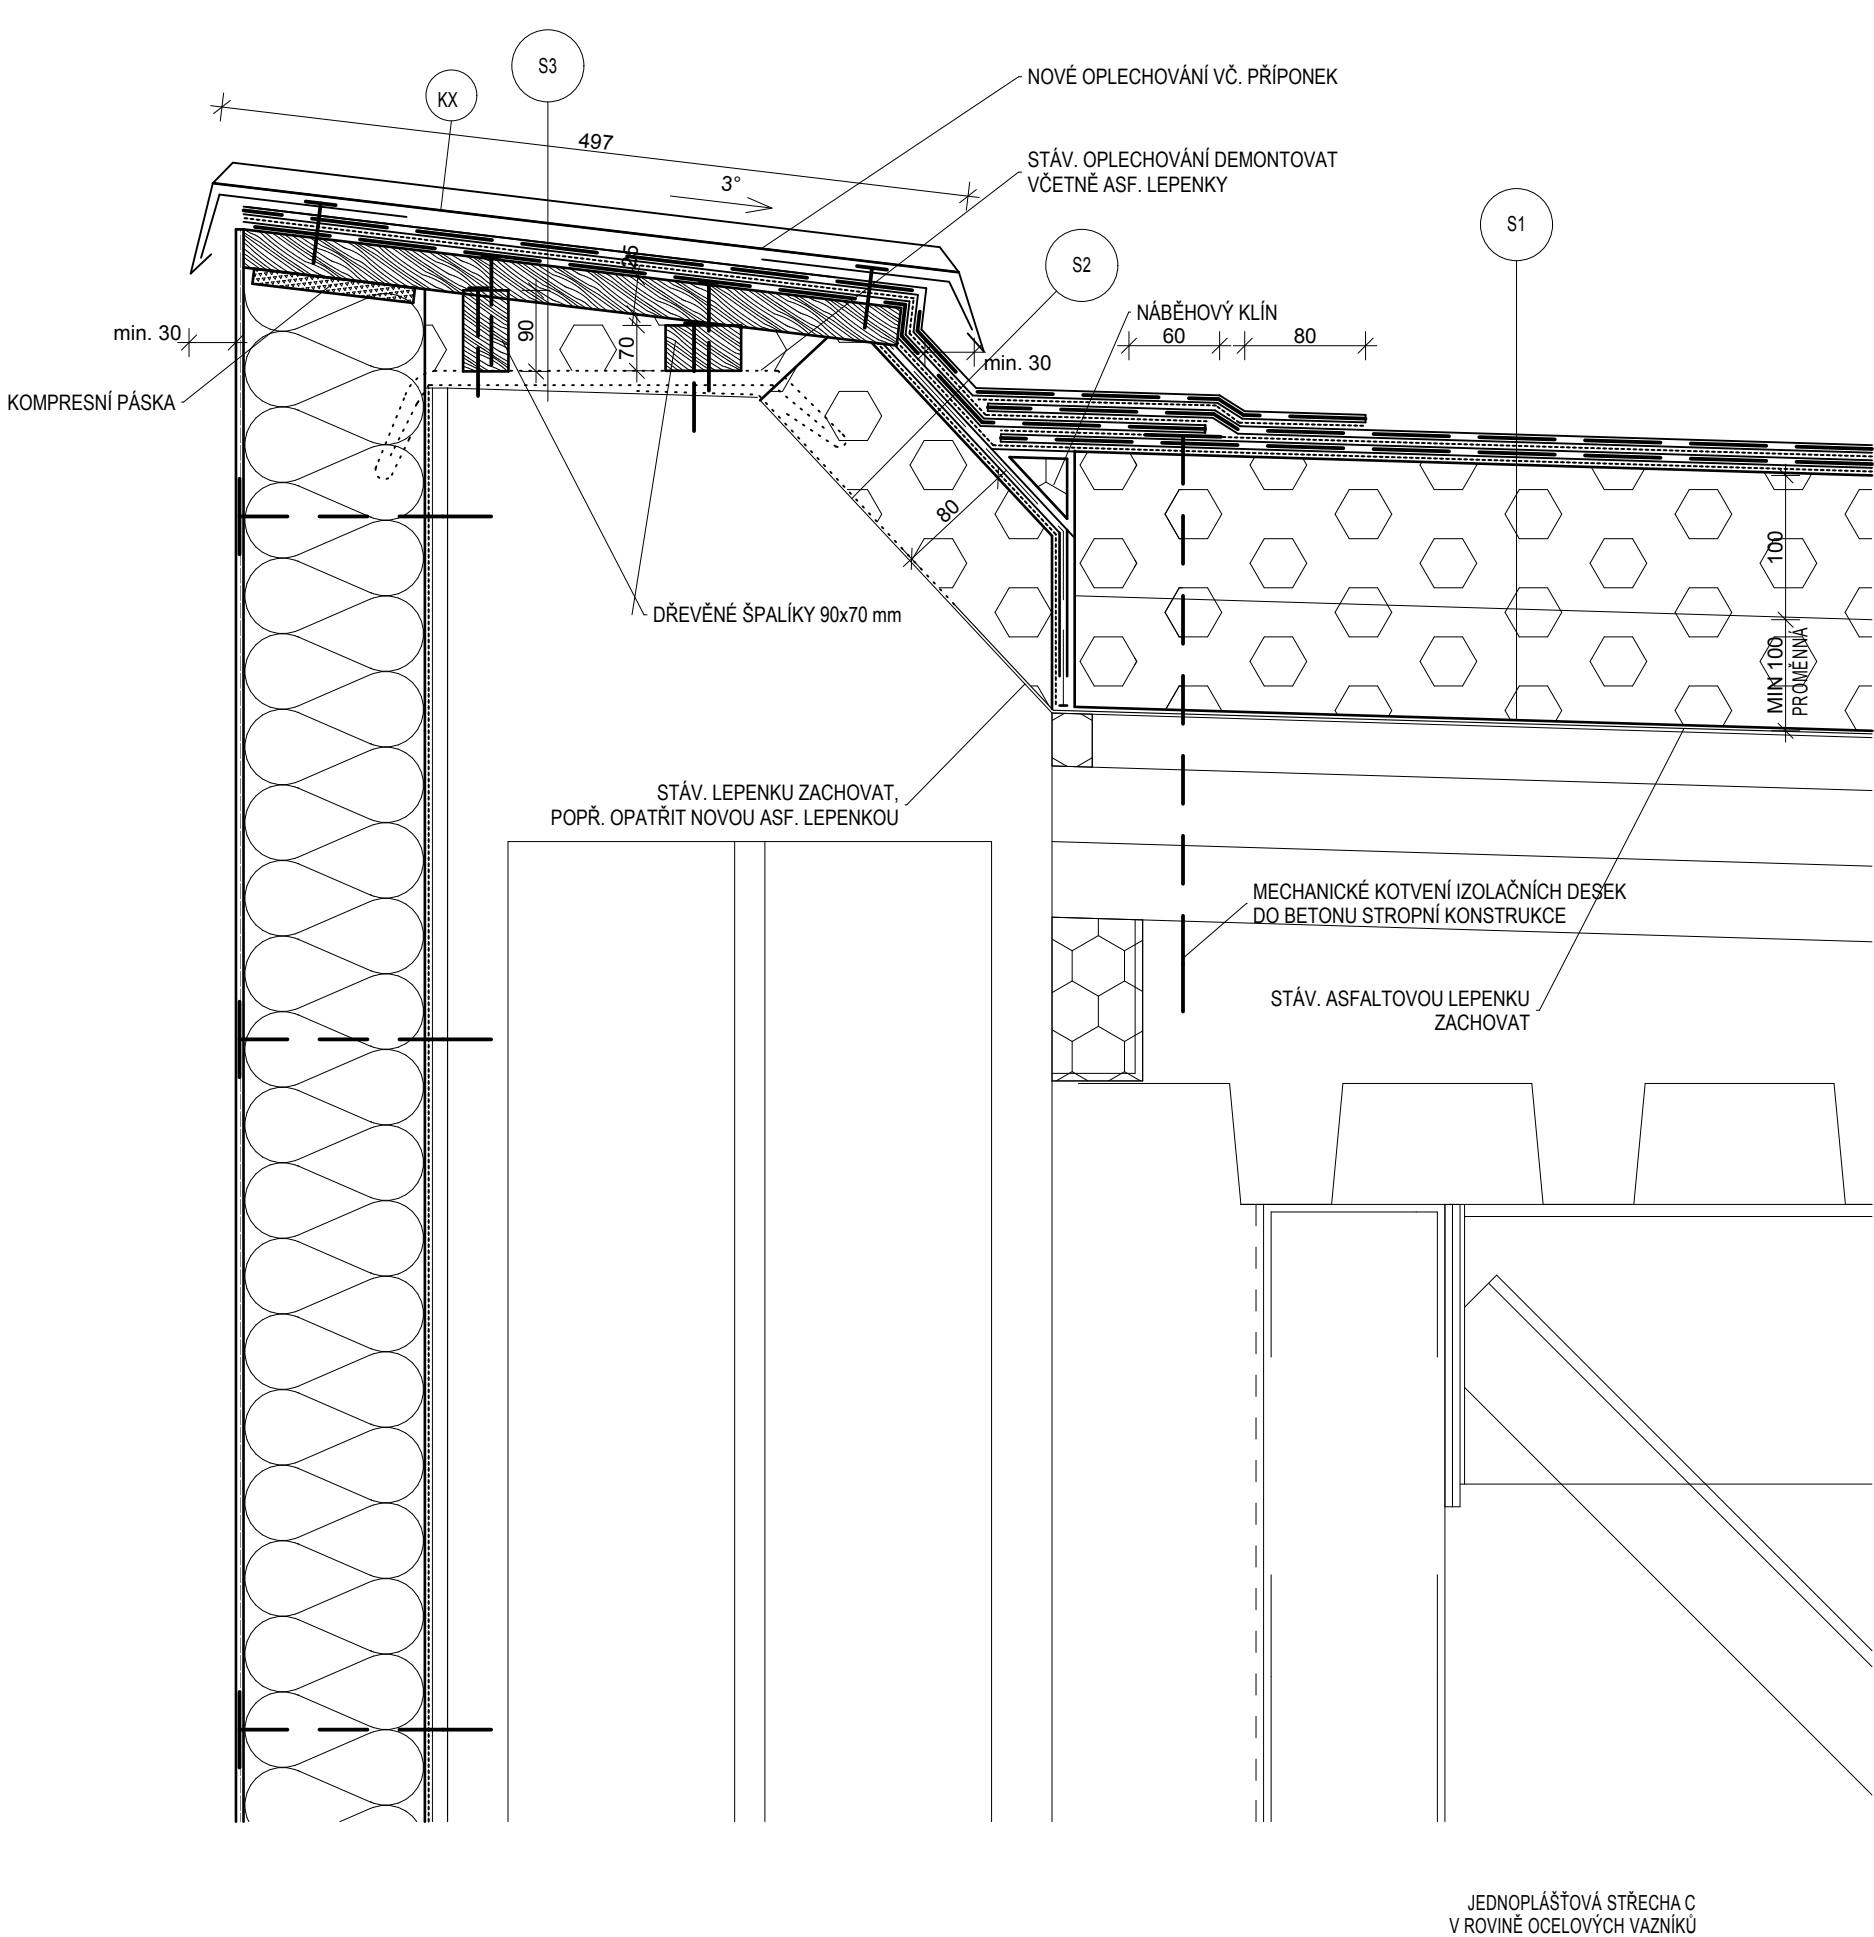 S3
KX
NOVÉ OPLECHOVÁNÍ VČ. PŘÍPONEK
497
STÁV. OPLECHOVÁNÍ DEMONTOVAT
VČETNĚ ASF. LEPENKY
3°
S1
S2
25
NÁBĚHOVÝ KLÍN
min. 30
90
70
60
80
min. 30
KOMPRESNÍ PÁSKA
80
100
DŘEVĚNÉ ŠPALÍKY 90x70 mm
MIN 100
PROMĚNNÁ
STÁV. LEPENKU ZACHOVAT,
POPŘ. OPATŘIT NOVOU ASF. LEPENKOU
MECHANICKÉ KOTVENÍ IZOLAČNÍCH DESEK
DO BETONU STROPNÍ KONSTRUKCE
STÁV. ASFALTOVOU LEPENKU
ZACHOVAT
JEDNOPLÁŠŤOVÁ STŘECHA C
V ROVINĚ OCELOVÝCH VAZNÍKŮ